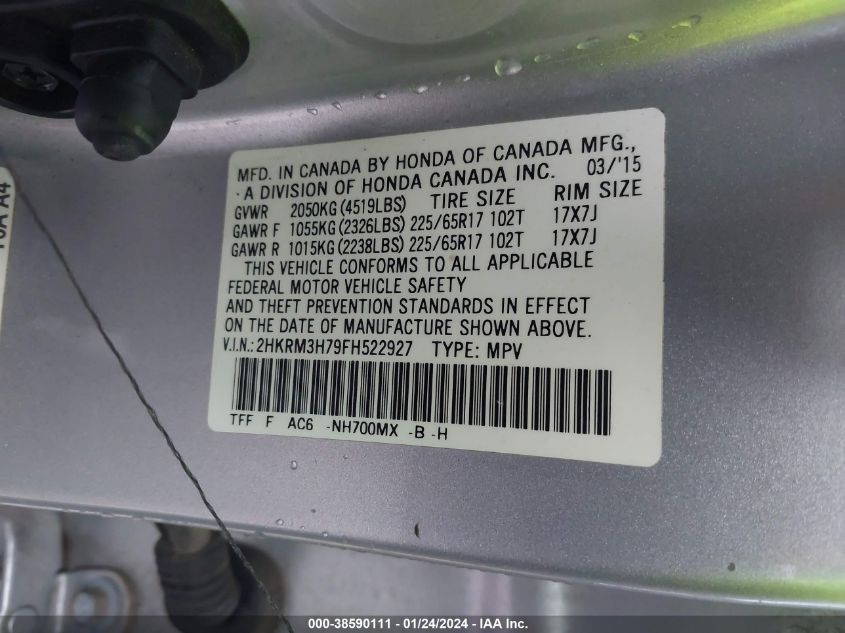 MFD. IN CANADA BY HONDA OF CANADA MFG.,
· A DIVISION OF HONDA CANADA INC. 03/'15
GVWR 2050KG (4519LBS) TIRE SIZE RIM SIZE
GAWR F 1055KG (2326LBS) 225/65R17 102T 17X7J
GAWR R 1015KG (2238LBS) 225/65R17 102T 17X7J
THIS VEHICLE CONFORMS TO ALL APPLICABLE
FEDERAL MOTOR VEHICLE SAFETY
AND THEFT PREVENTION STANDARDS IN EFFECT
ON THE DATE OF MANUFACTURE SHOWN ABOVE.
V.I.N.: 2HKRM3H79FH522927 TYPE: MPV
TFF F AC6 -NH700MX -B -H
000-38590111 - 01/24/2024 - IAA Inc.